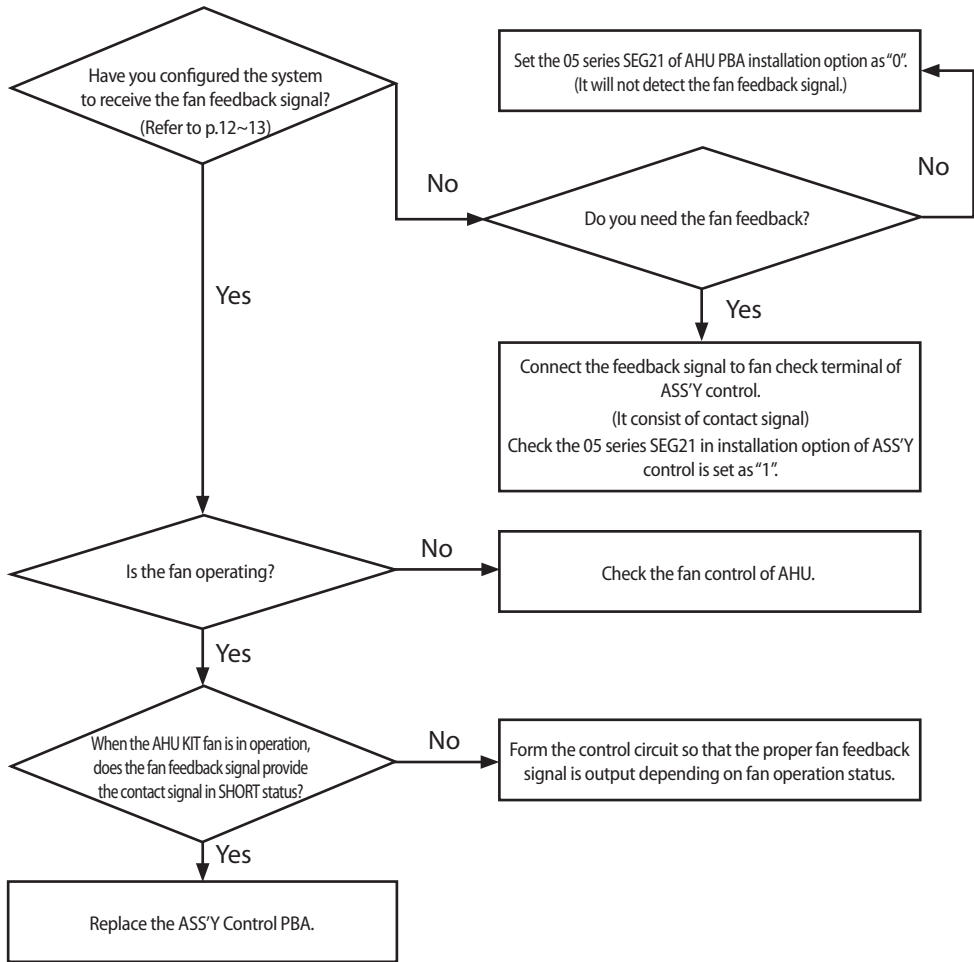 Have you configured the system
to receive the fan feedback signal?
(Refer to p.12~13)
Set the 05 series SEG21 of AHU PBA installation option as “0”.
(It will not detect the fan feedback signal.)
No
Do you need the fan feedback?
No
Yes
Yes
Connect the feedback signal to fan check terminal of
ASS’Y control.
(It consist of contact signal)
Check the 05 series SEG21 in installation option of ASS’Y
control is set as “1”.
Is the fan operating?
No
Check the fan control of AHU.
Yes
When the AHU KIT fan is in operation,
does the fan feedback signal provide
the contact signal in SHORT status?
No
Form the control circuit so that the proper fan feedback
signal is output depending on fan operation status.
Yes
Replace the ASS’Y Control PBA.